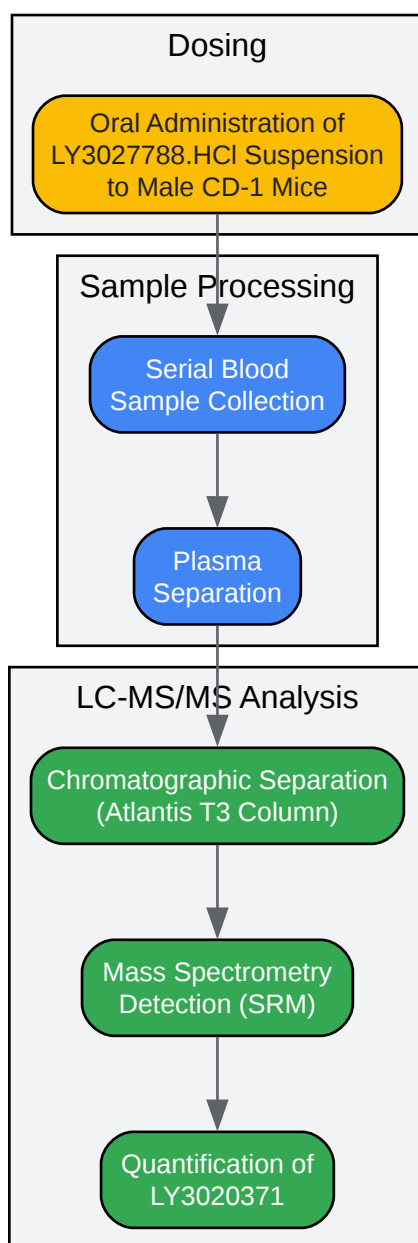 Dosing
Oral Administration of
LY3027788.HCl Suspension
to Male CD-1 Mice
Sample Processing
Serial Blood
Sample Collection
Plasma
Separation
LC-MS/MS Analysis
Chromatographic Separation
(Atlantis T3 Column)
Mass Spectrometry
Detection (SRM)
Quantification of
LY3020371